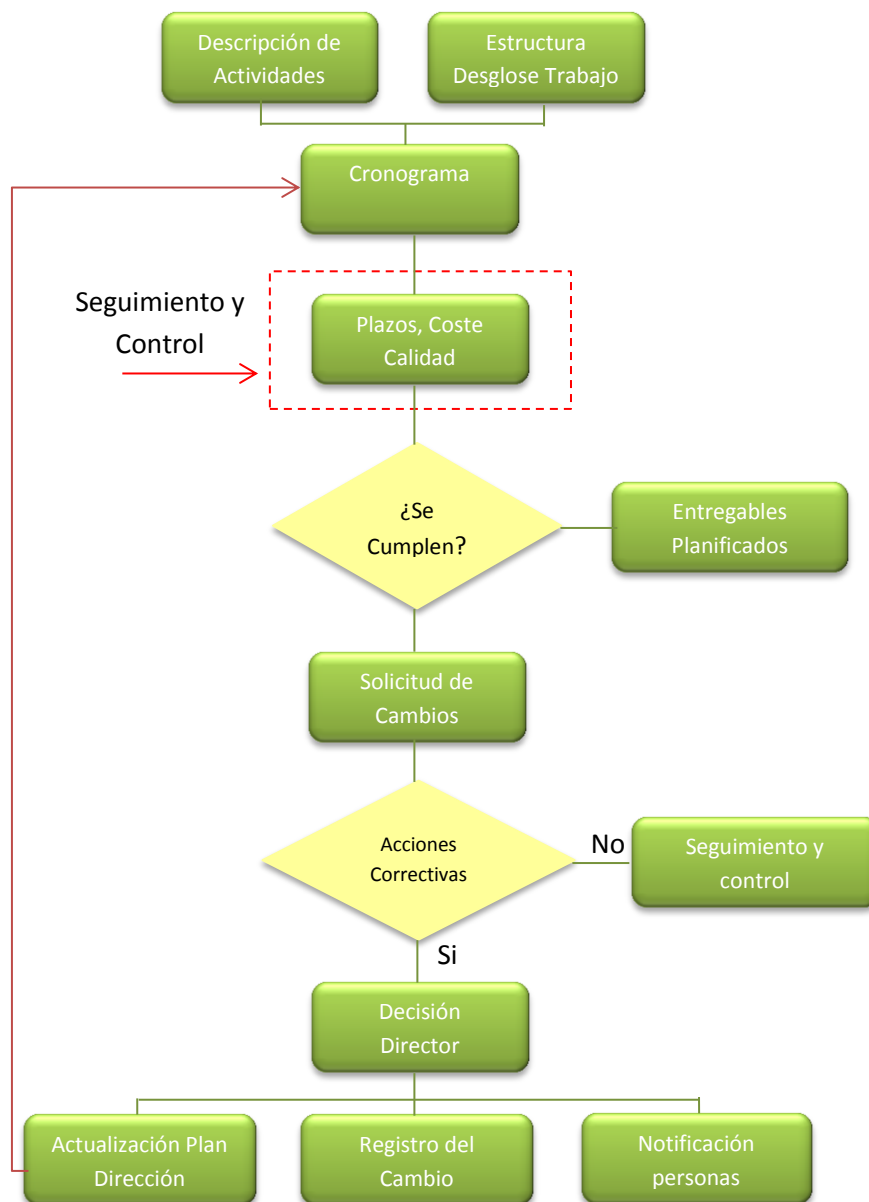 Descripción de
Actividades
Estructura
Desglose Trabajo
Cronograma
Seguimiento y
Control
Plazos, Coste
Calidad
¿Se
Cumplen?
Entregables
Planificados
Solicitud de
Cambios
Acciones
Correctivas
No
Seguimiento y
control
Si
Decisión
Director
Actualización Plan
Dirección
Registro del
Cambio
Notificación
personas